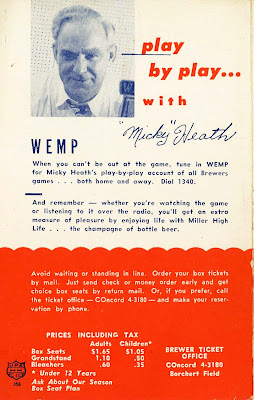 play
by play...
with
"Micky" Heath
WEMP
When you can't be out at the game, tune in WEMP
for Micky Heath's play-by-play account of all Brewers
games . . . both home and away. Dial 1340.
And remember — whether you're watching the game
or listening to it over the radio, you'll get an extra
measure of pleasure by enjoying life with Miller High
Life . . . the champagne of bottle beer.
Avoid waiting or standing in line. Order your box tickets
by mail. Just send check or money order early and get
choice box seats by return mail. Or, if you prefer, call
the ticket office — COncord 4-3180 — and make your reser-
vation by phone.
PRICES INCLUDING TAX
Adults Children*
Box Seats $1.65 $1.05
Grandstand 1.10 .50
Bleachers .60 .35
* Under 12 Years
Ask About Our Season
Box Seat Plan
BREWER TICKET
OFFICE
COncord 4-3180
Borchert Field